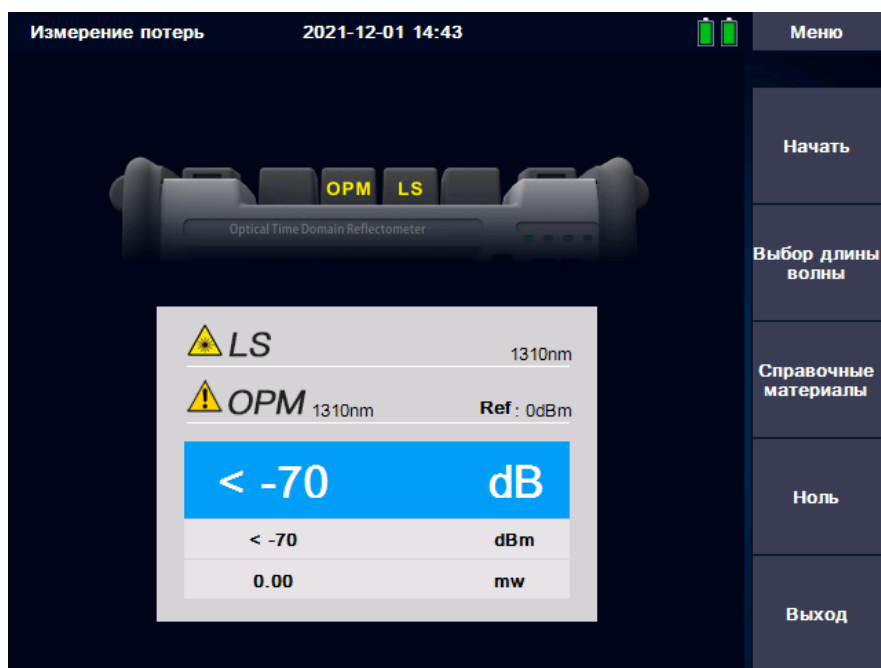 Измерение потерь 2021-12-01 14:43 Меню
Начать
OPM LS
Optical Time Domain Reflectometer
Выбор длины
волны
LS 1310nm
OPM 1310nm Ref : 0dBm
Справочные
материалы
< -70 dB
< -70 dBm
0.00 mw
Ноль
Выход